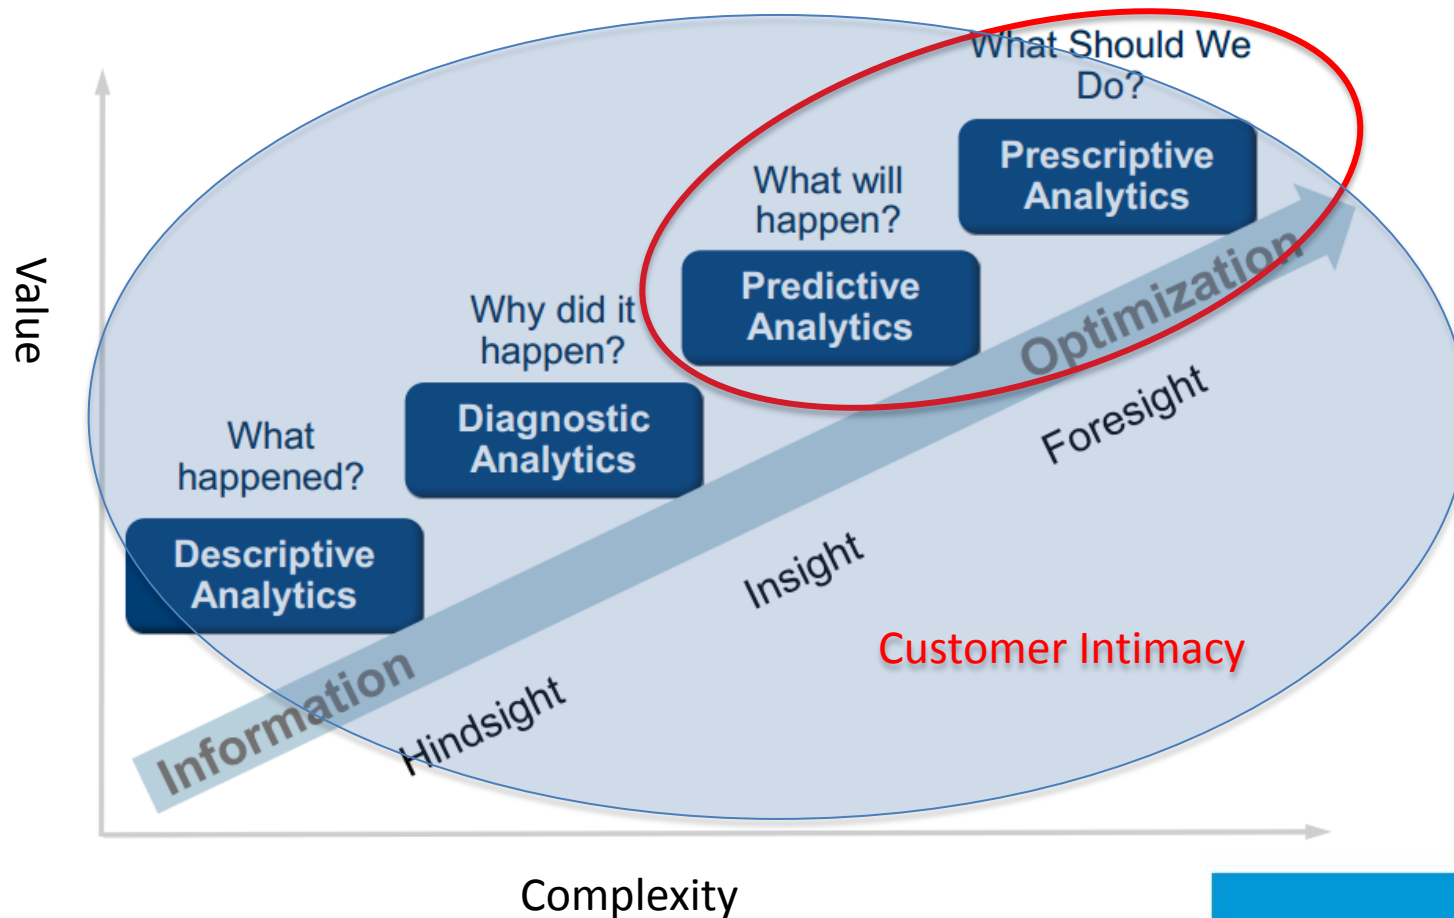 What Should We
Do?
Prescriptive
Analytics
What will
happen?
Predictive
Analytics
Why did it
happen?
Diagnostic
Analytics
What
happened?
Descriptive
Analytics
Value
Information
Optimization
Hindsight
Insight
Foresight
Customer Intimacy
Complexity